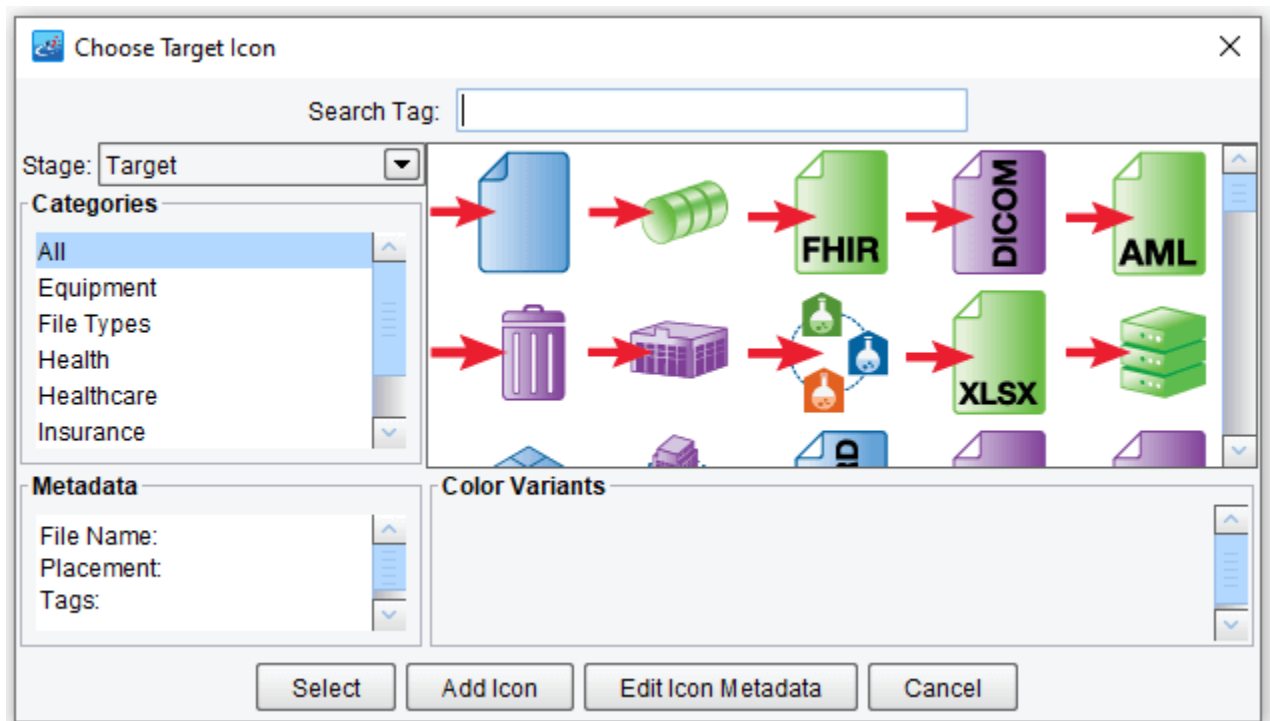 Choose Target Icon
Search Tag:
Stage: Target
Categories
All
Equipment
File Types
Health
Healthcare
Insurance
FHIR
DICOM
AML
XLSX
Metadata
File Name:
Placement:
Tags:
Color Variants
Select
Add Icon
Edit Icon Metadata
Cancel